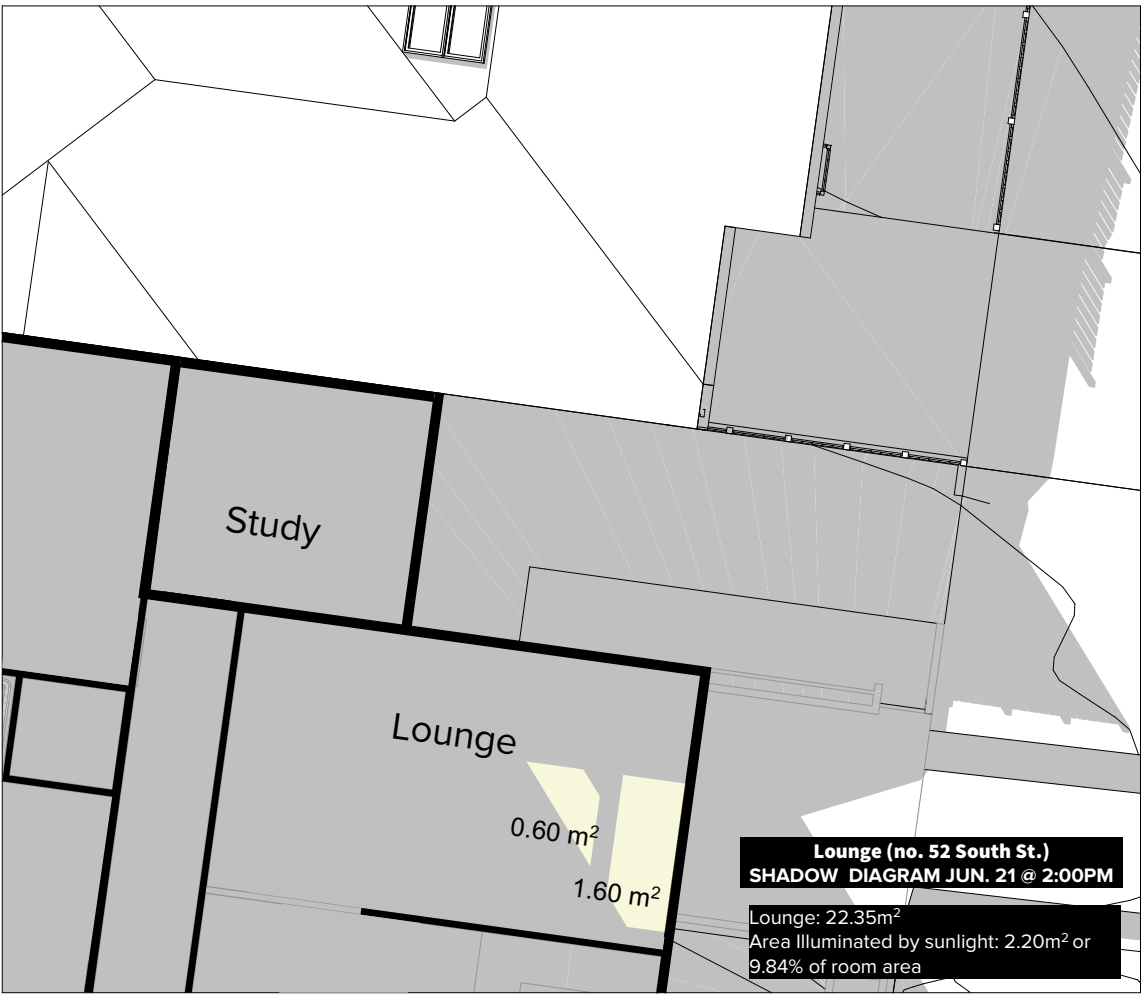 Study
Lounge
0.60 m²
1.60 m²
Lounge (no. 52 South St.)
SHADOW DIAGRAM JUN. 21 @ 2:00PM
Lounge: 22.35m²
Area Illuminated by sunlight: 2.20m² or
9.84% of room area